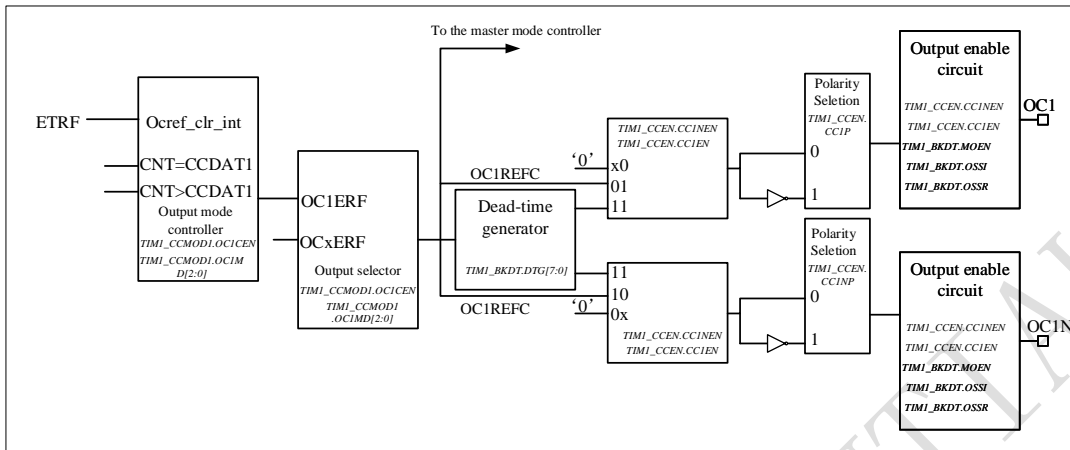 To the master mode controller
ETRF
Ocref_clr_int
CNT=CCDAT1
CNT>CCDAT1
Output mode
controller
TIM1_CCMOD1.OC1CEN
TIM1_CCMOD1.OC1M
D[2:0]
OC1ERF
OCxERF
Output selector
TIM1_CCMOD1.OC1CEN
TIM1_CCMOD1
.OC1MD[2:0]
OC1REFC
Dead-time
generator
TIM1_BKDT.DTG[7:0]
OC1REFC
TIM1_CCEN.CC1NEN
TIM1_CCEN.CC1EN
‘0’
x0
01
11
11
10
‘0’
0x
TIM1_CCEN.CC1NEN
TIM1_CCEN.CC1EN
Polarity
Seletion
TIM1_CCEN.
CC1P
0
1
Polarity
Seletion
TIM1_CCEN.
CC1NP
0
1
Output enable
circuit
TIM1_CCEN.CC1NEN
TIM1_CCEN.CC1EN
TIM1_BKDT.MOEN
TIM1_BKDT.OSSI
TIM1_BKDT.OSSR
OC1
Output enable
circuit
TIM1_CCEN.CC1NEN
TIM1_CCEN.CC1EN
TIM1_BKDT.MOEN
TIM1_BKDT.OSSI
TIM1_BKDT.OSSR
OC1N